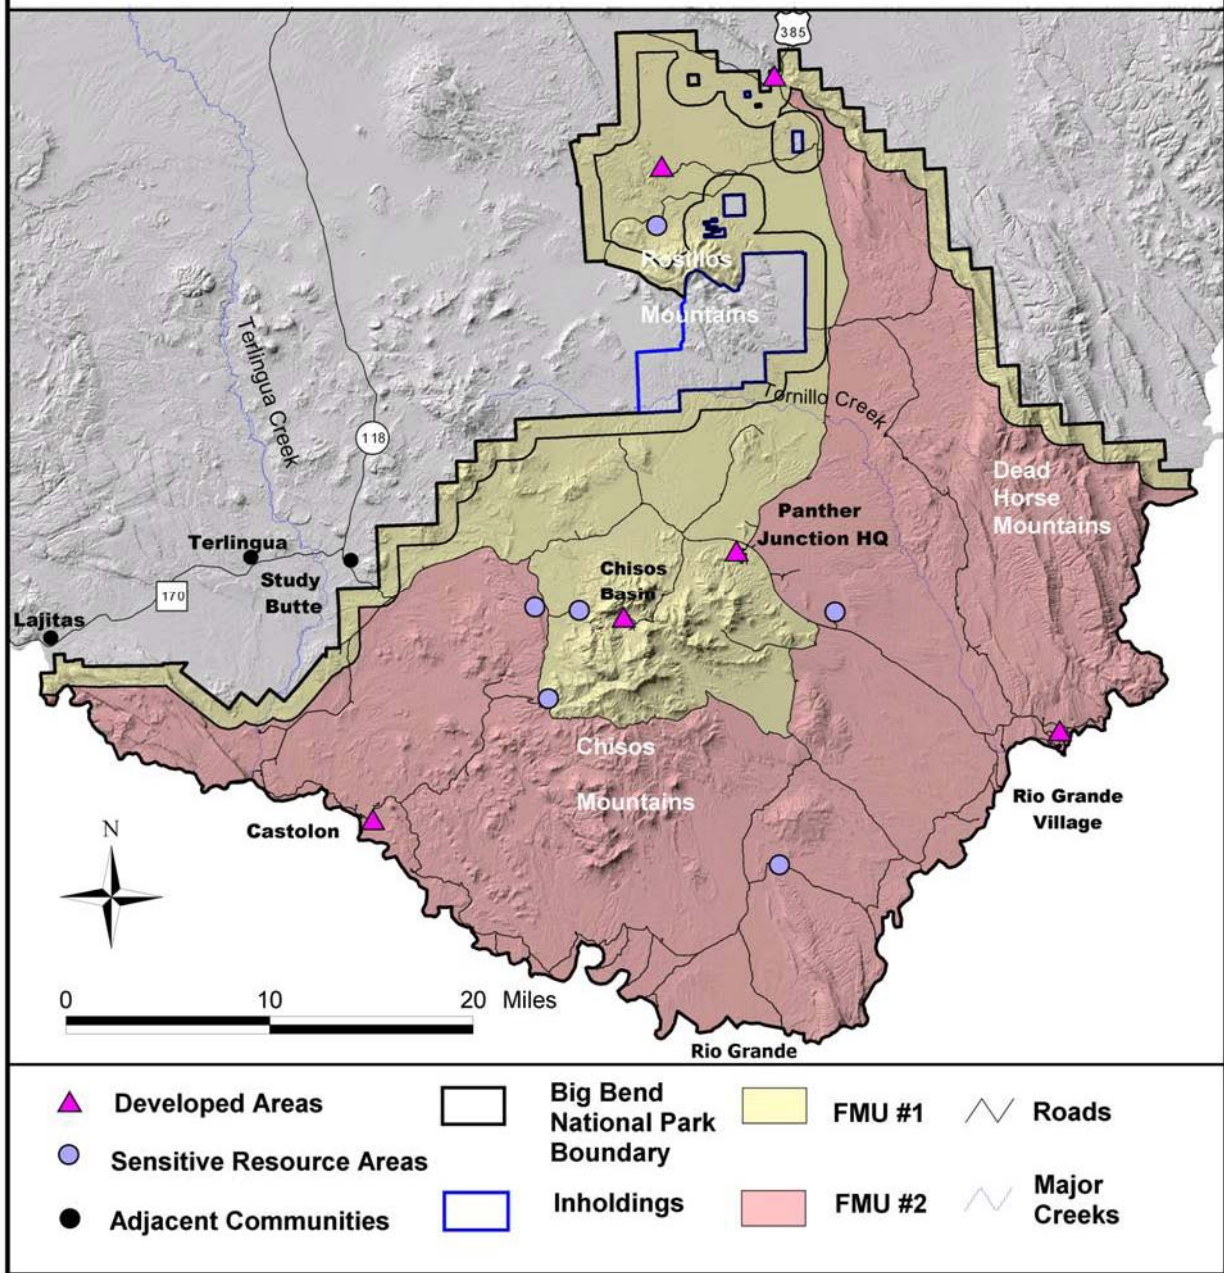 385
Rosillos
Mountains
Terlingua Creek
Tornillo Creek
118
Dead
Horse
Mountains
Panther
Junction HQ
Terlingua
Study
Butte
Chisos
Basin
170
Lajitas
Chisos
Mountains
Rio Grande
Village
Castolon
N
0 10 20 Miles
Rio Grande
Developed Areas
Sensitive Resource Areas
Adjacent Communities
Big Bend
National Park
Boundary
Inholdings
FMU #1
FMU #2
Roads
Major
Creeks